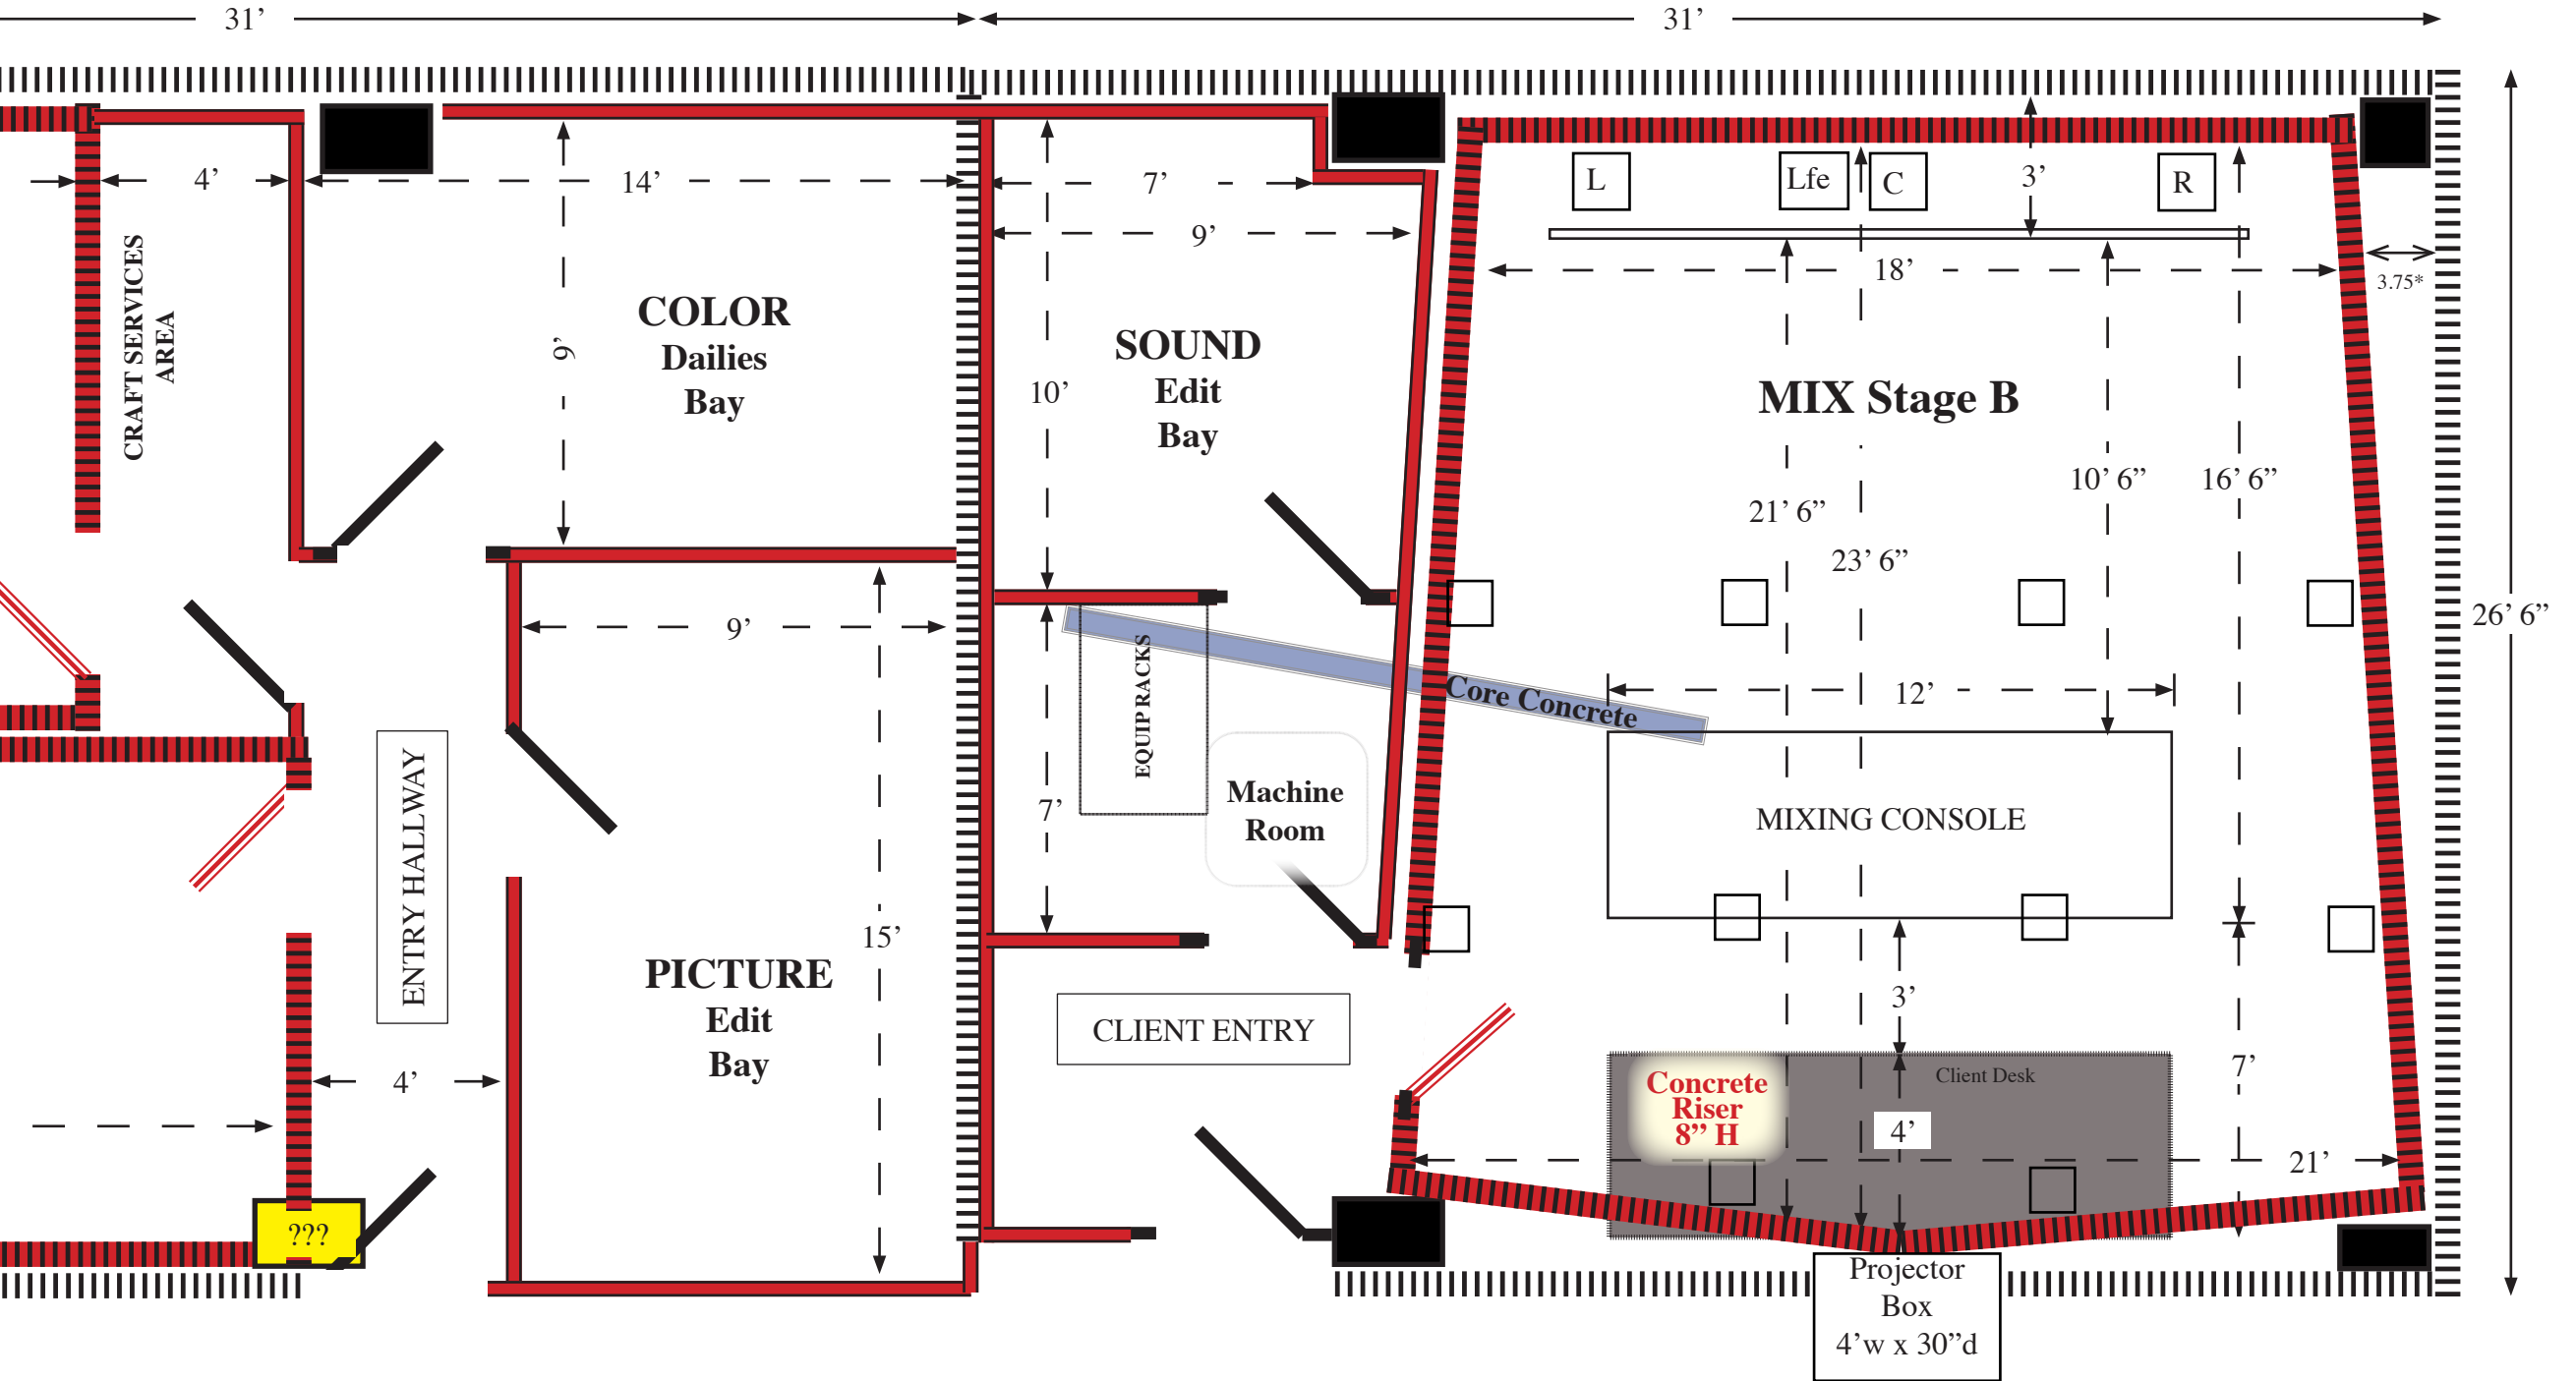 31’
31’
4’
14’
7’
9’
L
Lfe
C
R
3’
18’
3.75*
CRAFT SERVICES
AREA
9’
COLOR
Dailies
Bay
10’
SOUND
Edit
Bay
MIX Stage B
21’ 6”
23’ 6”
10’ 6”
16’ 6”
26’ 6”
9’
EQUIP RACKS
Core Concrete
12’
7’
Machine
Room
MIXING CONSOLE
ENTRY HALLWAY
15’
PICTURE
Edit
Bay
4’
CLIENT ENTRY
3’
Concrete
Riser
8” H
Client Desk
4’
7’
21’
???
Projector
Box
4’w x 30”d